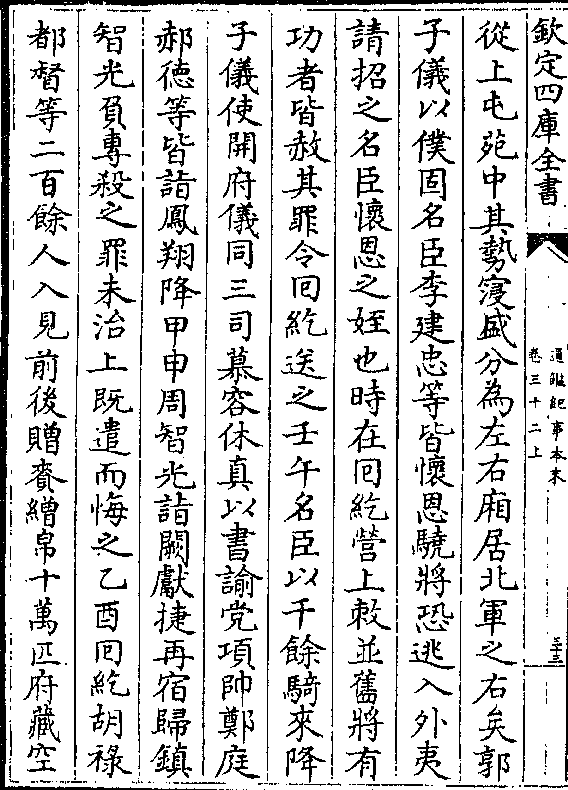 欽定四庫全書
通鑑紀事本末
卷三十二上
三十三
從上屯苑中其勢寖盛分為左右廂居北軍之右矣郭
子儀以僕固名臣李建忠等皆懷恩驍將恐逃入外夷
請招之名臣懷恩之姪也時在囘紇營上敕並舊將有
功者皆赦其罪令囘紇送之壬午名臣以千餘騎來降
子儀使開府儀同三司慕容休真以書諭党項帥鄭庭
郝德等皆詣鳳翔降甲申周智光詣闕獻捷再宿歸鎮
智光負專殺之罪未治上既遣而悔之乙酉囘紇胡祿
都督等二百餘人入見前後贈賚繒帛十萬匹府藏空